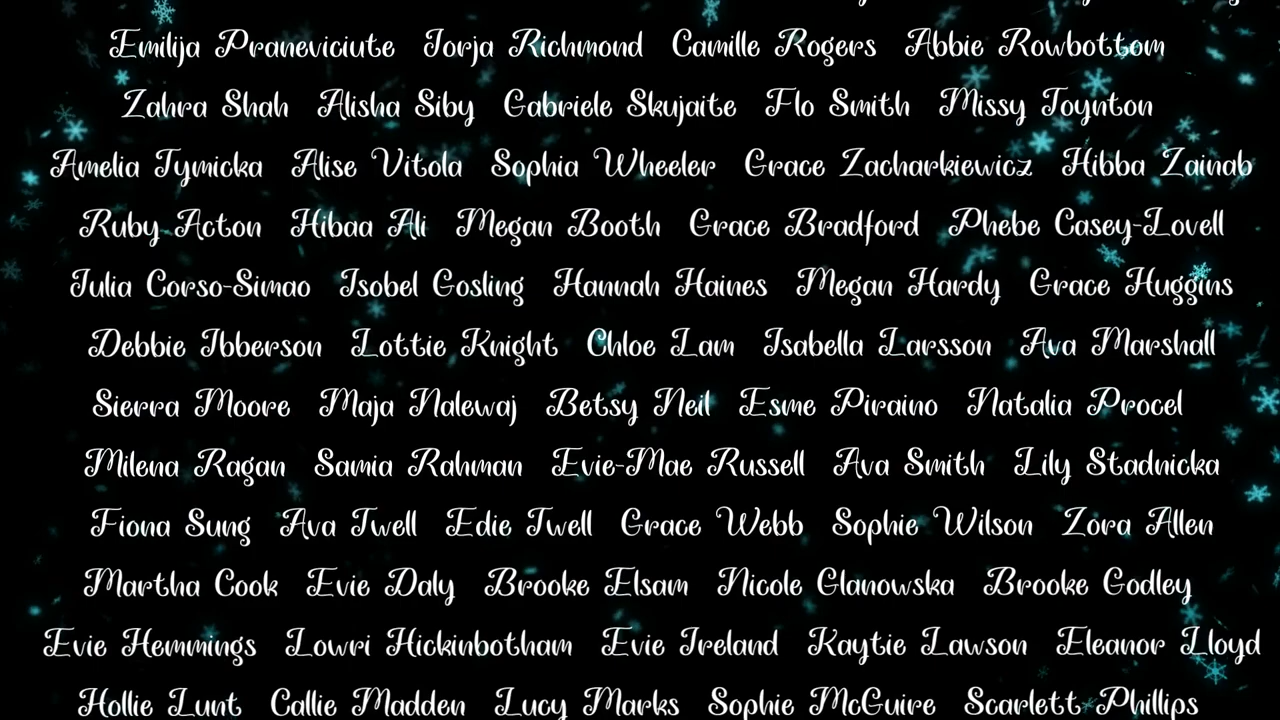 Emilija Praneviciute Jorja Richmond Camille Rogers Abbie Rowbottom
Zahra Shah Alisha Siby Gabriele Skujaite Flo Smith Missy Toynton
Amelia Tymicka Alise Vitola Sophia Wheeler Grace Zacharkiewicz Hibba Zainab
Ruby Acton Hibaa Ali Megan Booth Grace Bradford Phebe Casey-Lovell
Julia Corso-Simao Isobel Gosling Hannah Haines Megan Hardy Grace Huggins
Debbie Ibberson Lottie Knight Chloe Lam Isabella Larsson Ava Marshall
Sierra Moore Maja Nalewaj Betsy Neil Esme Piraino Natalia Procel
Milena Ragan Samia Rahman Evie-Mae Russell Ava Smith Lily Stadnicka
Fiona Sung Ava Twell Edie Twell Grace Webb Sophie Wilson Zora Allen
Martha Cook Evie Daly Brooke Elsam Nicole Glanowska Brooke Godley
Evie Hemmings Lowri Hickinbotham Evie Ireland Kaytie Lawson Eleanor Lloyd
Hollie Lunt Callie Madden Lucy Marks Sophie McGuire Scarlett Phillips